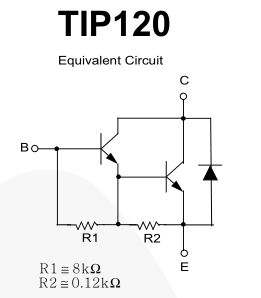 TIP120
Equivalent Circuit
C
B
R1
R2
E
R1≅8kΩ
R2≅0.12kΩ